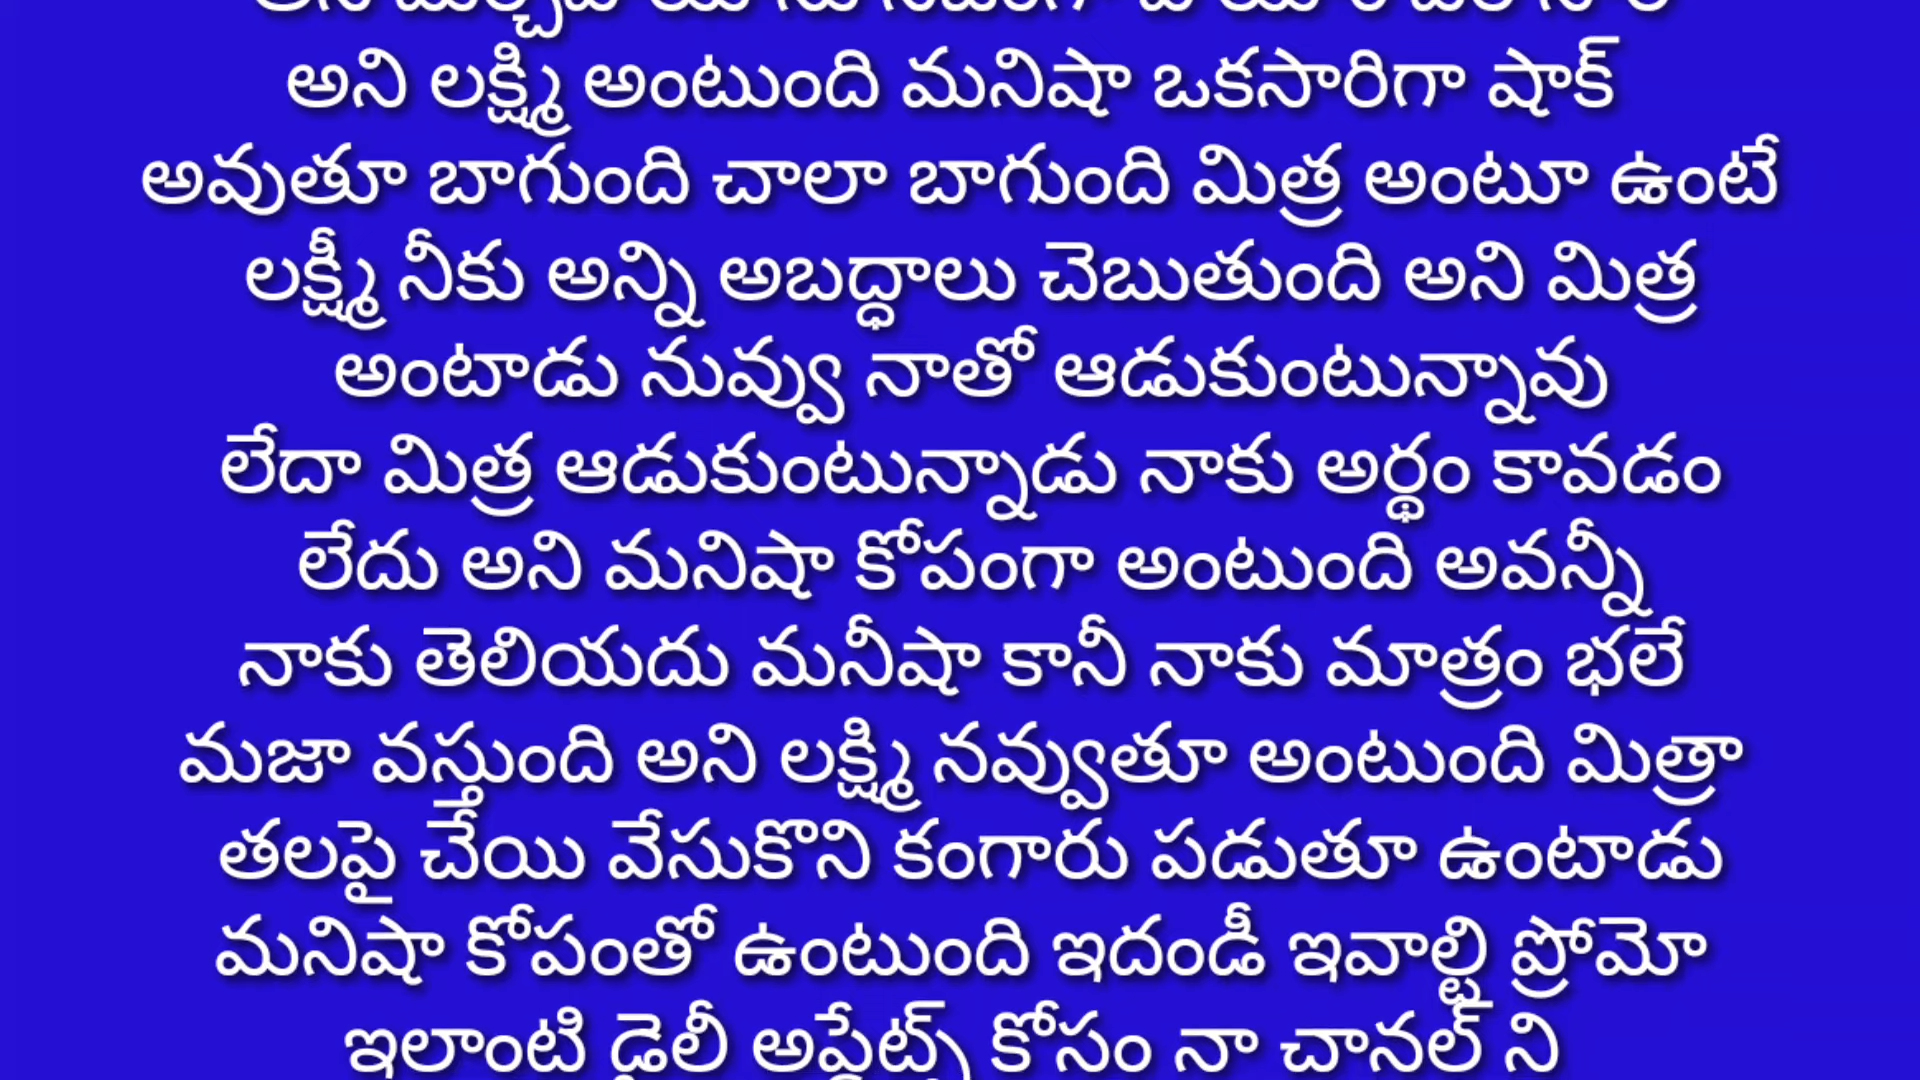 అని లక్ష్మి అంటుంది మనిషా ఒకసారిగా షాక్
అవుతూ బాగుంది చాలా బాగుంది మిత్ర అంటూ ఉంటే
లక్ష్మీ నీకు అన్ని అబద్ధాలు చెబుతుంది అని మిత్ర
అంటాడు నువ్వు నాతో ఆడుకుంటున్నావు
లేదా మిత్ర ఆడుకుంటున్నాడు నాకు అర్థం కావడం
లేదు అని మనిషా కోపంగా అంటుంది అవన్నీ
నాకు తెలియదు మనీషా కానీ నాకు మాత్రం భలే
మజా వస్తుంది అని లక్ష్మి నవ్వుతూ అంటుంది మిత్రా
తలపై చేయి వేసుకొని కంగారు పడుతూ ఉంటాడు
మనిషా కోపంతో ఉంటుంది ఇదండీ ఇవాల్టి ప్రోమో
ఇలాంటి డైలీ అప్డేట్స్ కోసం నా చానల్ ని